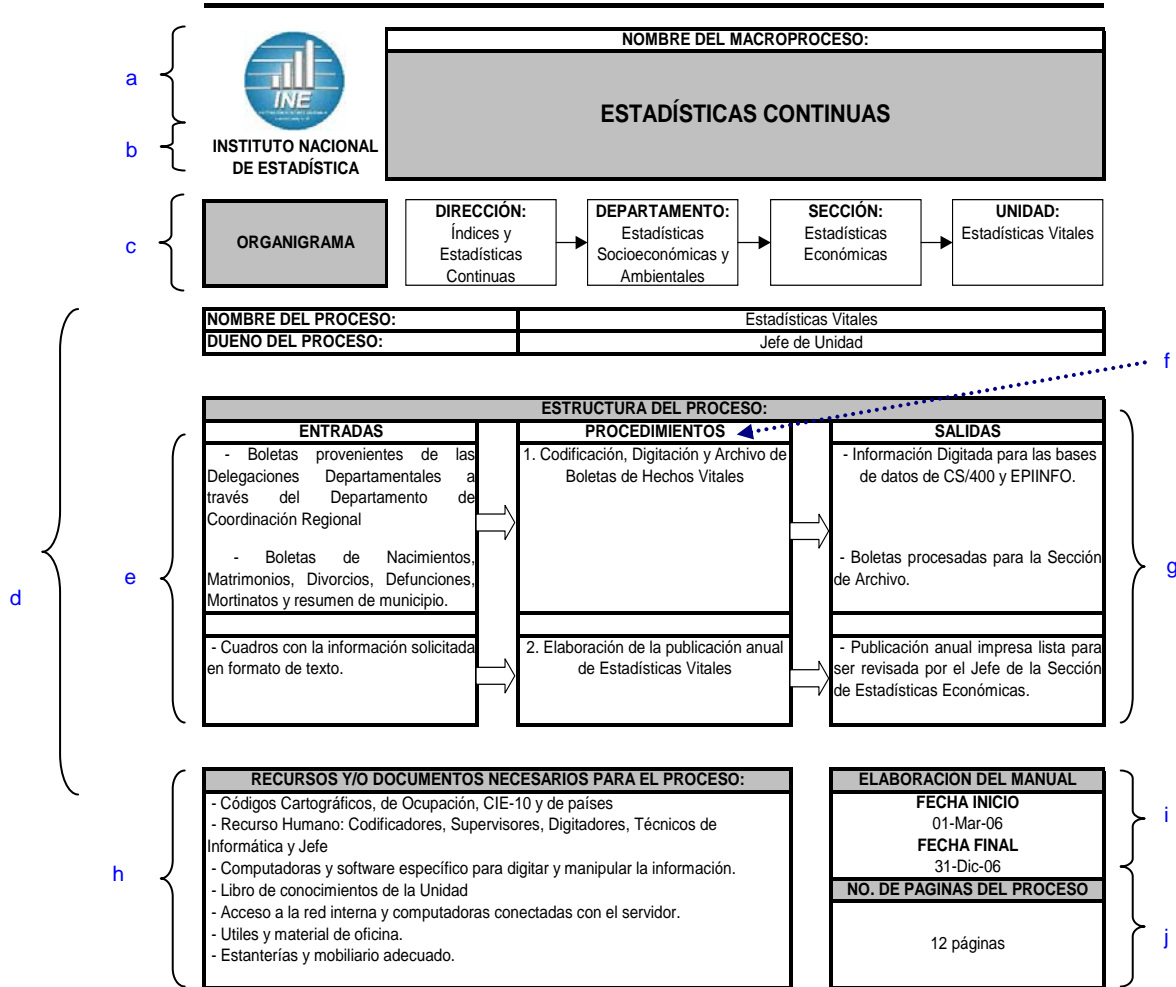 NOMBRE DEL MACROPROCESO:
a
INE
ESTADÍSTICAS CONTINUAS
b
INSTITUTO NACIONAL
DE ESTADÍSTICA
c
ORGANIGRAMA
DIRECCIÓN:
Índices y
Estadísticas
Continuas
DEPARTAMENTO:
Estadísticas
Socioeconómicas y
Ambientales
SECCIÓN:
Estadísticas
Económicas
UNIDAD:
Estadísticas Vitales
NOMBRE DEL PROCESO:
Estadísticas Vitales
DUENO DEL PROCESO:
Jefe de Unidad
f
d
ESTRUCTURA DEL PROCESO:
e
ENTRADAS
- Boletas provenientes de las
Delegaciones Departamentales a
través del Departamento de
Coordinación Regional
- Boletas de Nacimientos,
Matrimonios, Divorcios, Defunciones,
Mortinatos y resumen de municipio.
PROCEDIMIENTOS
1. Codificación, Digitación y Archivo de
Boletas de Hechos Vitales
SALIDAS
- Información Digitada para las bases
de datos de CS/400 y EPIINFO.
- Boletas procesadas para la Sección
de Archivo.
g
- Cuadros con la información solicitada
en formato de texto.
2. Elaboración de la publicación anual
de Estadísticas Vitales
- Publicación anual impresa lista para
ser revisada por el Jefe de la Sección
de Estadísticas Económicas.
h
RECURSOS Y/O DOCUMENTOS NECESARIOS PARA EL PROCESO:
- Códigos Cartográficos, de Ocupación, CIE-10 y de países
- Recurso Humano: Codificadores, Supervisores, Digitadores, Técnicos de
Informática y Jefe
- Computadoras y software específico para digitar y manipular la información.
- Libro de conocimientos de la Unidad
- Acceso a la red interna y computadoras conectadas con el servidor.
- Utiles y material de oficina.
- Estanterías y mobiliario adecuado.
ELABORACION DEL MANUAL
FECHA INICIO
01-Mar-06
FECHA FINAL
31-Dic-06
i
NO. DE PAGINAS DEL PROCESO
12 páginas
j